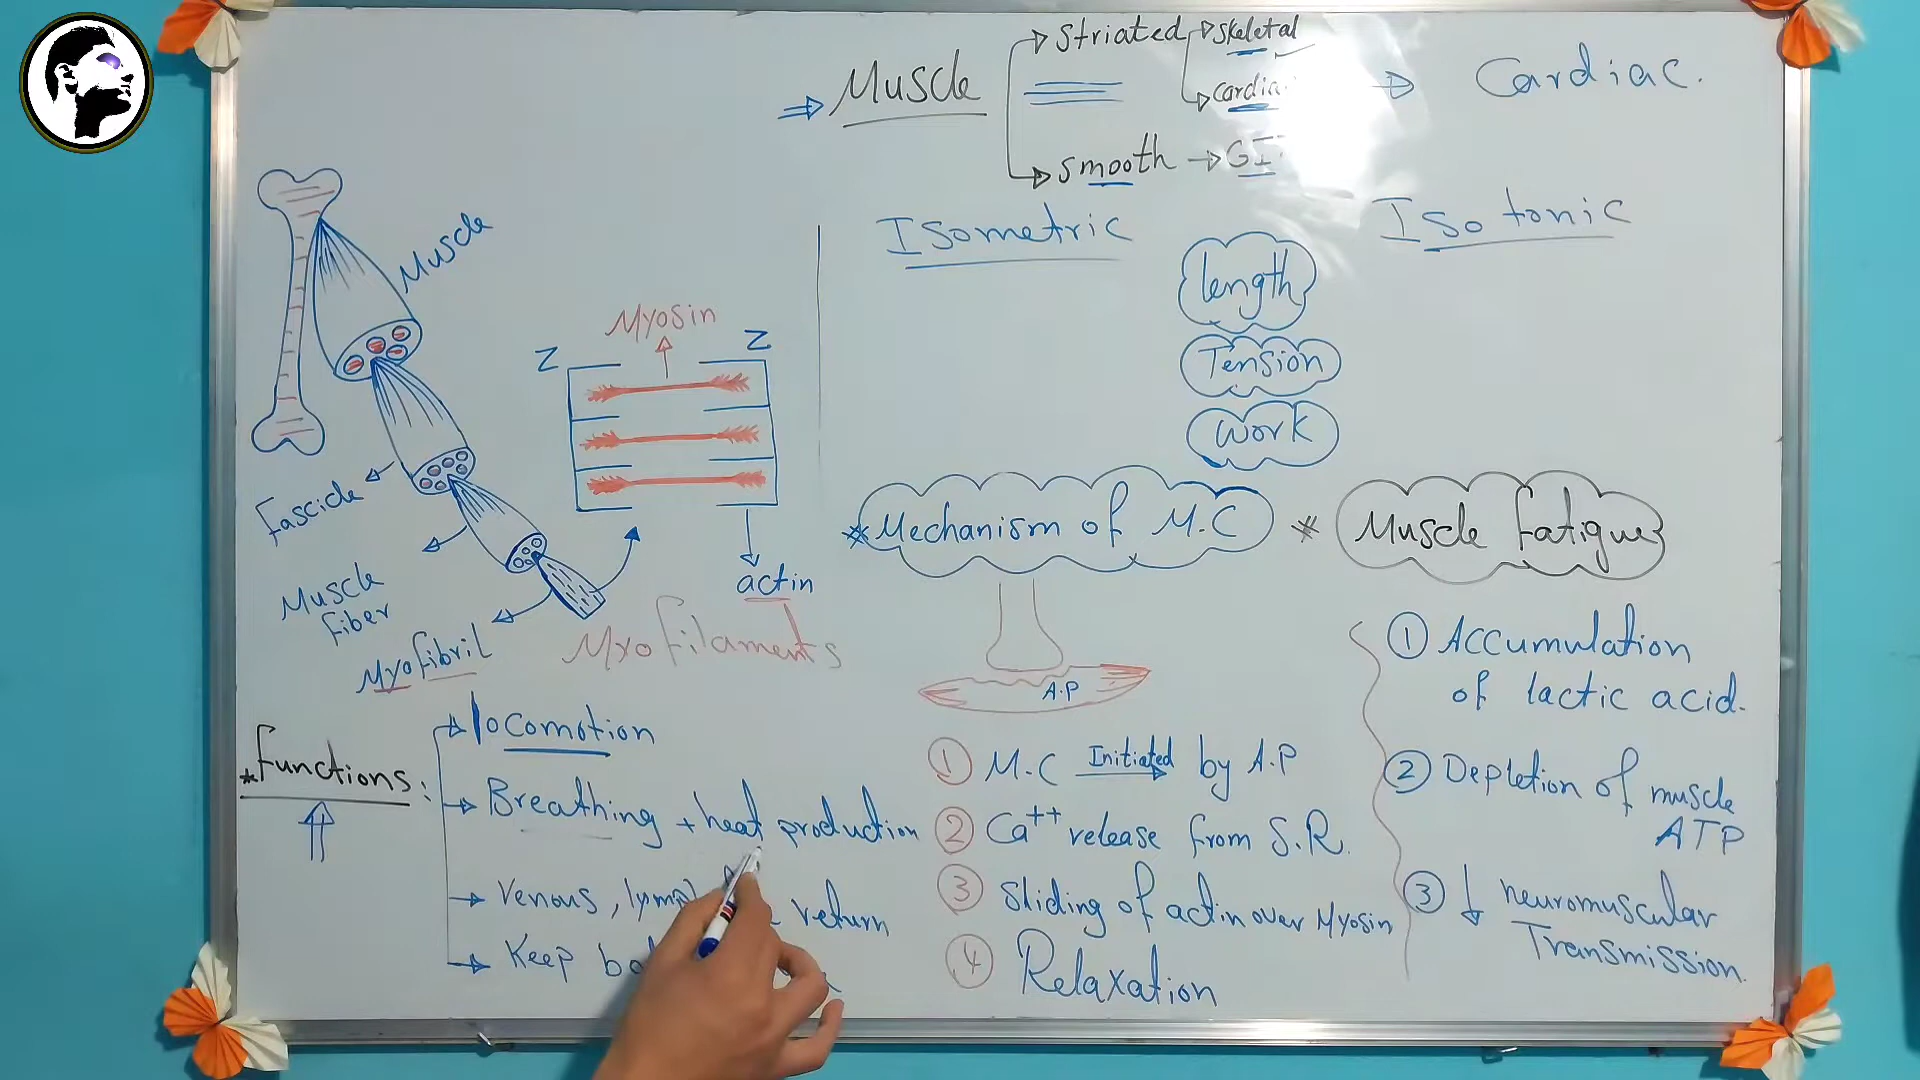 Muscle
Striated
Skeletal
Cardiac.
smooth
Isometric
Isotonic
length
Tension
Work
Muscle
Fascicle
Muscle
fiber
Myofibril
Myosin
Z
Z
actin
Myofilaments
* Mechanism of M.C
* Muscle Fatigue
A.P
* Functions:
locomotion
Breathing + heat production
Venous, return
Keep
① M.C Initiated by A.P
② Ca++ release from S.R.
③ Sliding of actin over Myosin
④ Relaxation
① Accumulation
of lactic acid.
② Depletion of muscle
ATP
③ ↓ neuromuscular
Transmission.